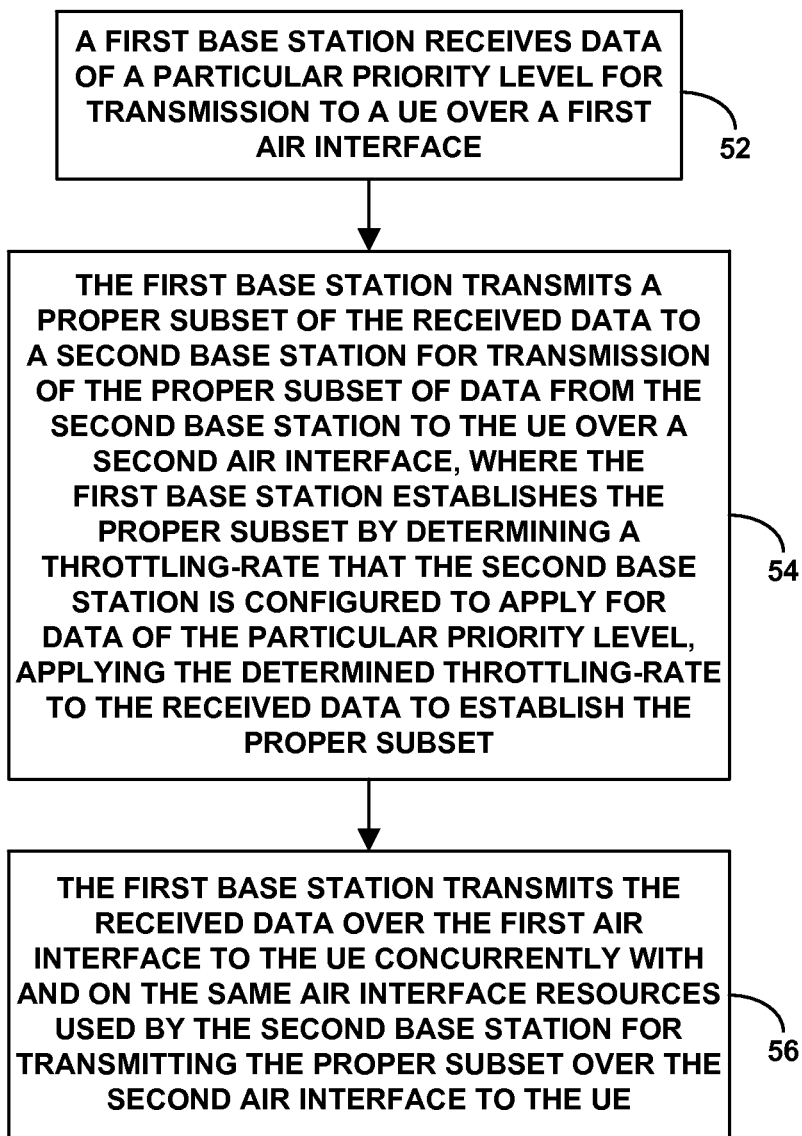 A FIRST BASE STATION RECEIVES DATA
OF A PARTICULAR PRIORITY LEVEL FOR
TRANSMISSION TO A UE OVER A FIRST
AIR INTERFACE
52
THE FIRST BASE STATION TRANSMITS A
PROPER SUBSET OF THE RECEIVED DATA TO
A SECOND BASE STATION FOR TRANSMISSION
OF THE PROPER SUBSET OF DATA FROM THE
SECOND BASE STATION TO THE UE OVER A
SECOND AIR INTERFACE, WHERE THE
FIRST BASE STATION ESTABLISHES THE
PROPER SUBSET BY DETERMINING A
THROTTLING-RATE THAT THE SECOND BASE
STATION IS CONFIGURED TO APPLY FOR
DATA OF THE PARTICULAR PRIORITY LEVEL,
APPLYING THE DETERMINED THROTTLING-RATE
TO THE RECEIVED DATA TO ESTABLISH THE
PROPER SUBSET
54
THE FIRST BASE STATION TRANSMITS THE
RECEIVED DATA OVER THE FIRST AIR
INTERFACE TO THE UE CONCURRENTLY WITH
AND ON THE SAME AIR INTERFACE RESOURCES
USED BY THE SECOND BASE STATION FOR
TRANSMITTING THE PROPER SUBSET OVER THE
SECOND AIR INTERFACE TO THE UE
56